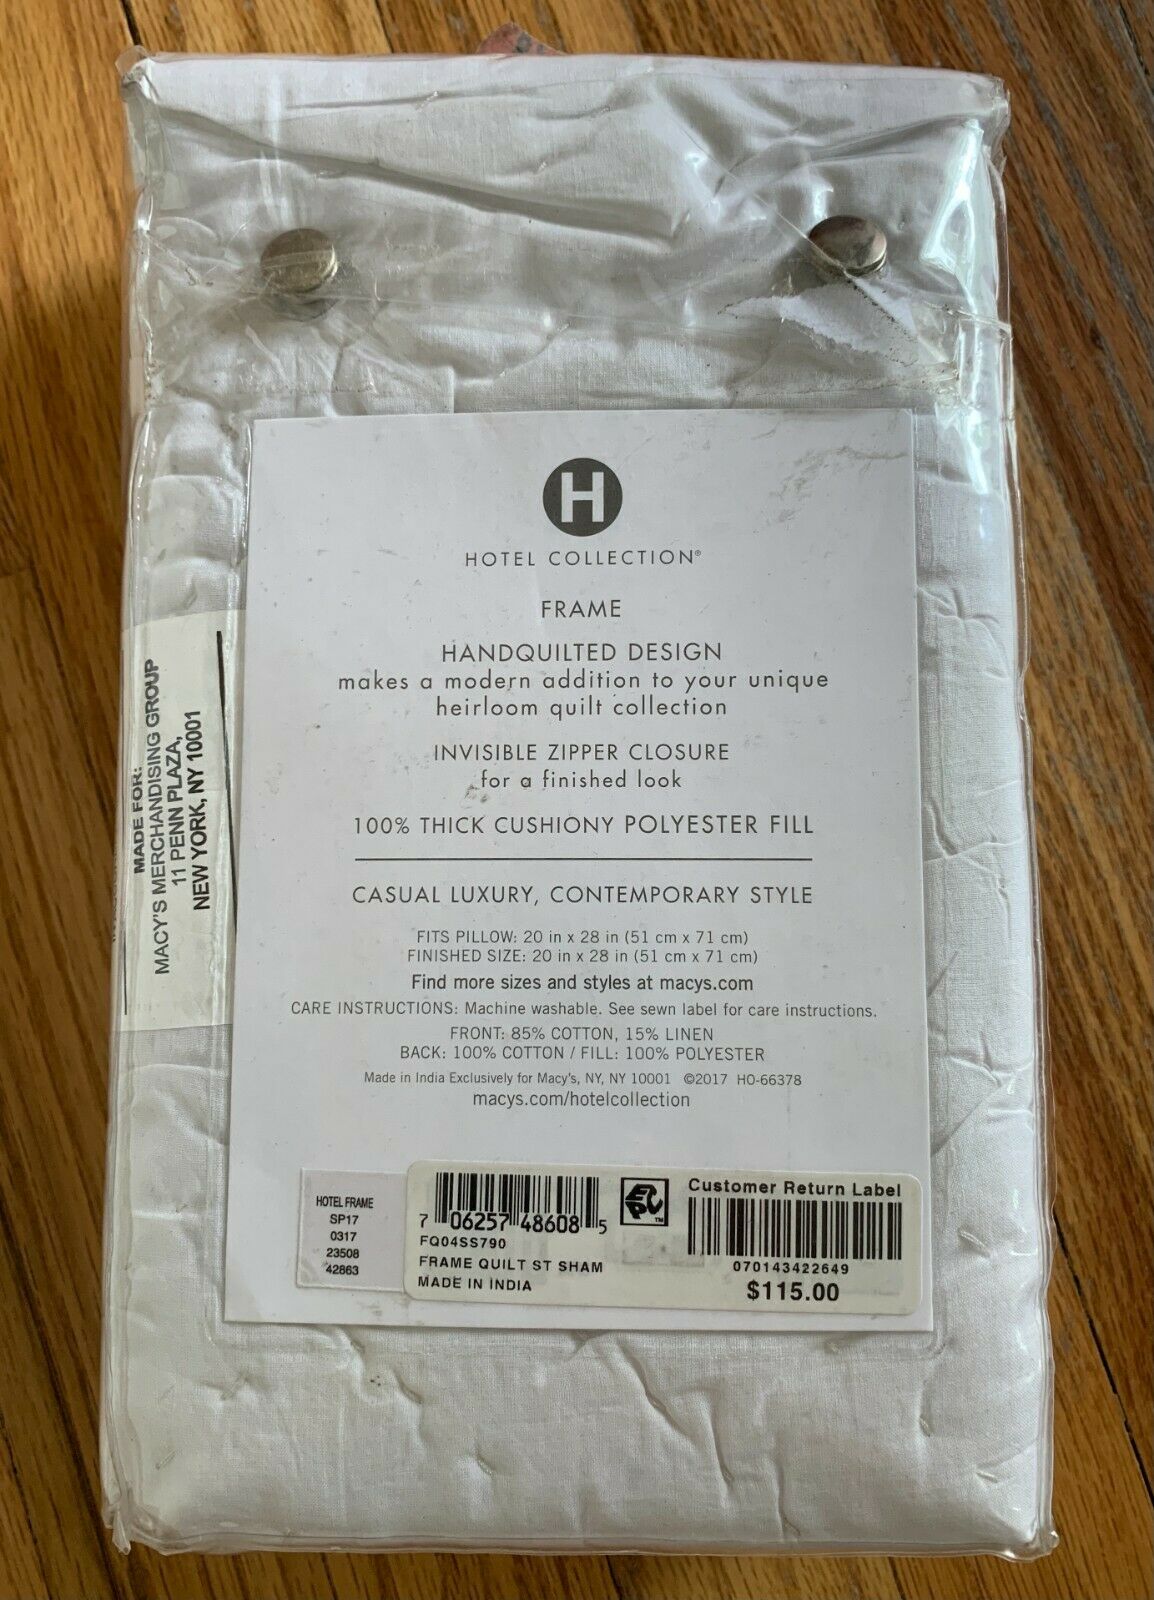 H
HOTEL COLLECTION®
FRAME
HANDQUILTED DESIGN
makes a modern addition to your unique
heirloom quilt collection
INVISIBLE ZIPPER CLOSURE
for a finished look
100% THICK CUSHIONY POLYESTER FILL
CASUAL LUXURY, CONTEMPORARY STYLE
FITS PILLOW: 20 in x 28 in (51 cm x 71 cm)
FINISHED SIZE: 20 in x 28 in (51 cm x 71 cm)
Find more sizes and styles at macys.com
CARE INSTRUCTIONS: Machine washable. See sewn label for care instructions.
FRONT: 85% COTTON, 15% LINEN
BACK: 100% COTTON / FILL: 100% POLYESTER
Made in India Exclusively for Macy's, NY, NY 10001 ©2017 HO-66378
macys.com/hotelcollection
MADE FOR:
MACY'S MERCHANDISING GROUP
11 PENN PLAZA,
NEW YORK, NY 10001
HOTEL FRAME
SP17
0317
23508
42863
7 06257 48608 5
FQ04SS790
FRAME QUILT ST SHAM
MADE IN INDIA
EPC™
Customer Return Label
070143422649
$115.00